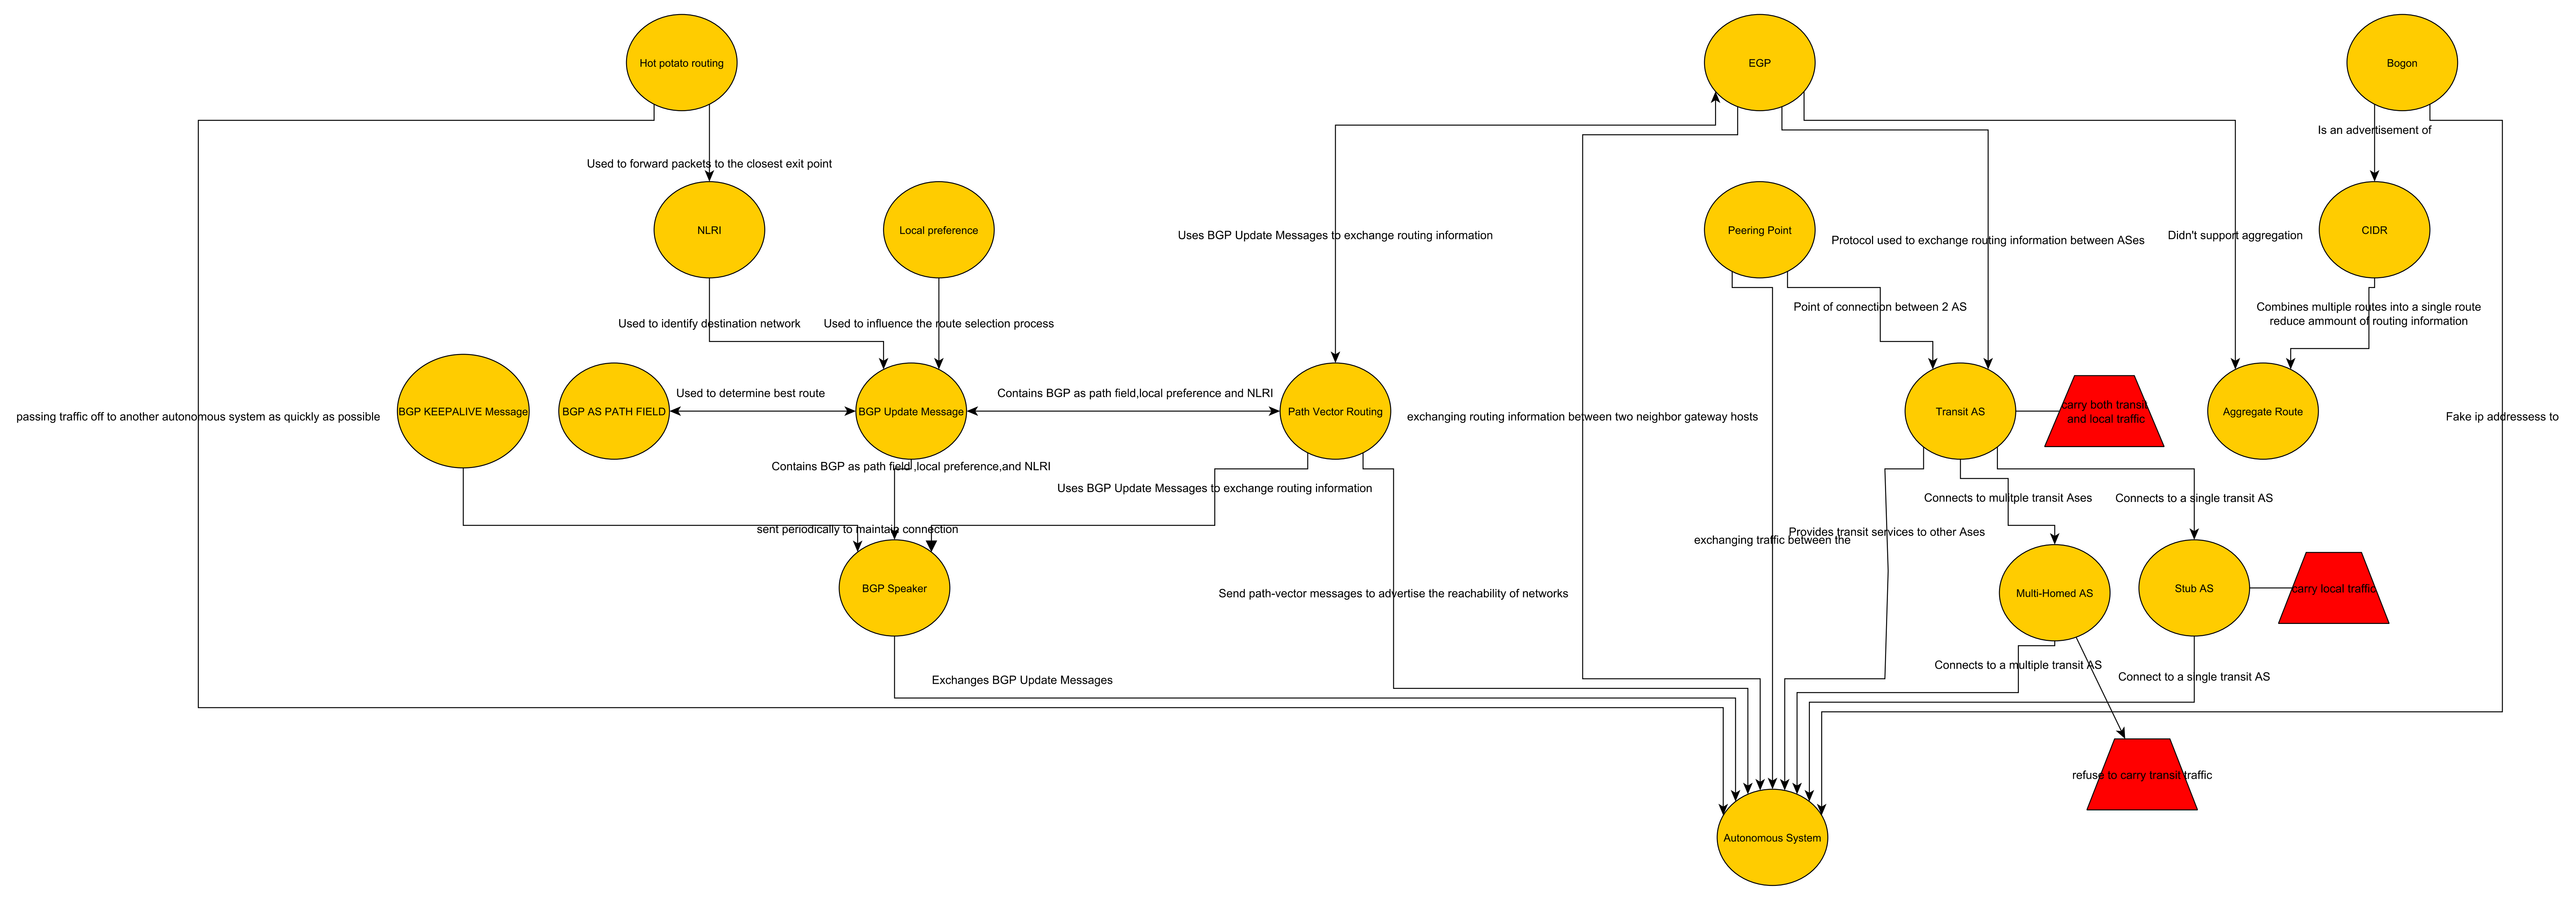 Hot potato routing
EGP
Bogon
Is an advertisement of
Used to forward packets to the closest exit point
NLRI
Local preference
Uses BGP Update Messages to exchange routing information
Peering Point
Protocol used to exchange routing information between ASes
Didn't support aggregation
CIDR
Point of connection between 2 AS
Combines multiple routes into a single route
reduce ammount of routing information
Used to identify destination network
Used to influence the route selection process
BGP KEEPALIVE Message
BGP AS PATH FIELD
Used to determine best route
BGP Update Message
Contains BGP as path field,local preference and NLRI
Path Vector Routing
Transit AS
carry both transit
and local traffic
Aggregate Route
passing traffic off to another autonomous system as quickly as possible
exchanging routing information between two neighbor gateway hosts
Fake ip addressess to
Contains BGP as path field ,local preference,and NLRI
Uses BGP Update Messages to exchange routing information
Connects to mulitple transit Ases
Connects to a single transit AS
sent periodically to maintain connection
Provides transit services to other Ases
exchanging traffic between the
BGP Speaker
Send path-vector messages to advertise the reachability of networks
Multi-Homed AS
Stub AS
carry local traffic
Exchanges BGP Update Messages
Connects to a multiple transit AS
Connect to a single transit AS
refuse to carry transit traffic
Autonomous System